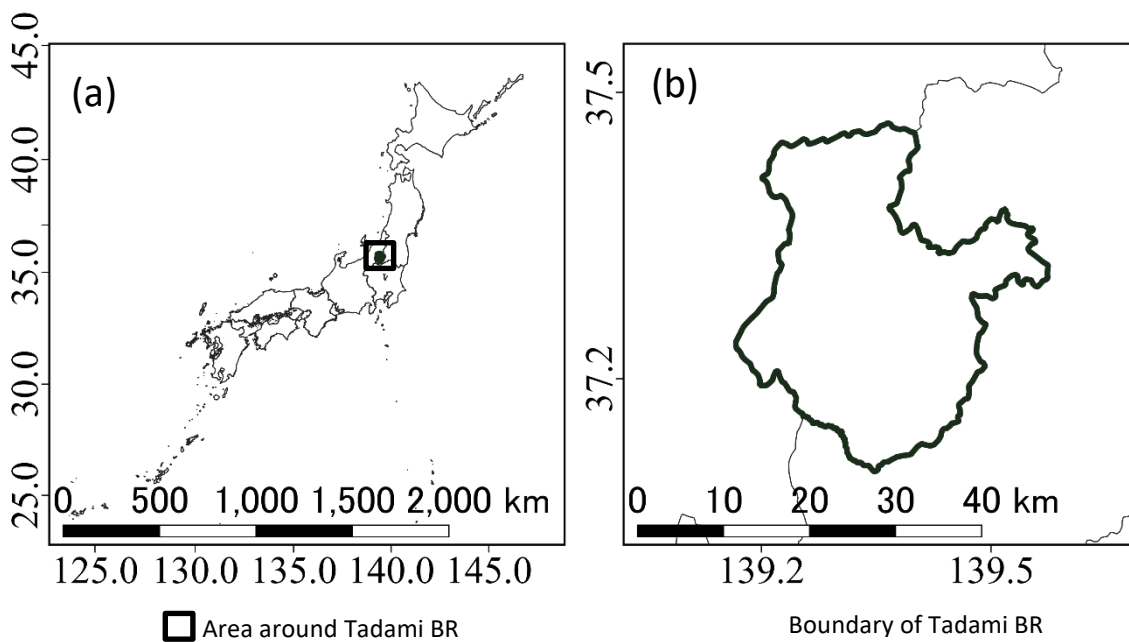 (a)
45.0
40.0
35.0
30.0
25.0
0 500 1,000 1,500 2,000 km
125.0 130.0 135.0 140.0 145.0
Area around Tadami BR
(b)
37.5
37.2
0 10 20 30 40 km
139.2 139.5
Boundary of Tadami BR